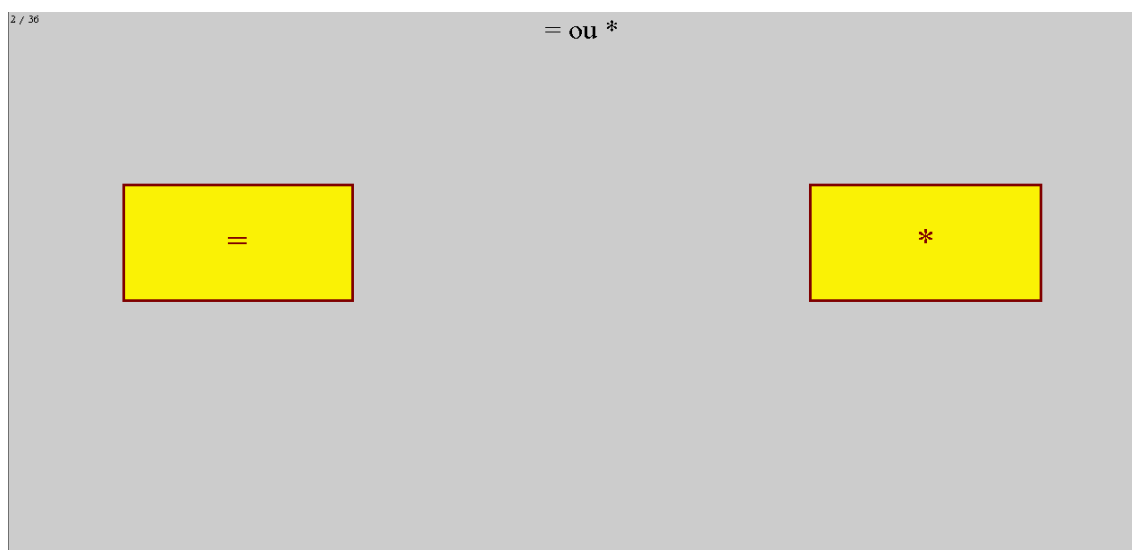 2 / 36
= ou *
=
*